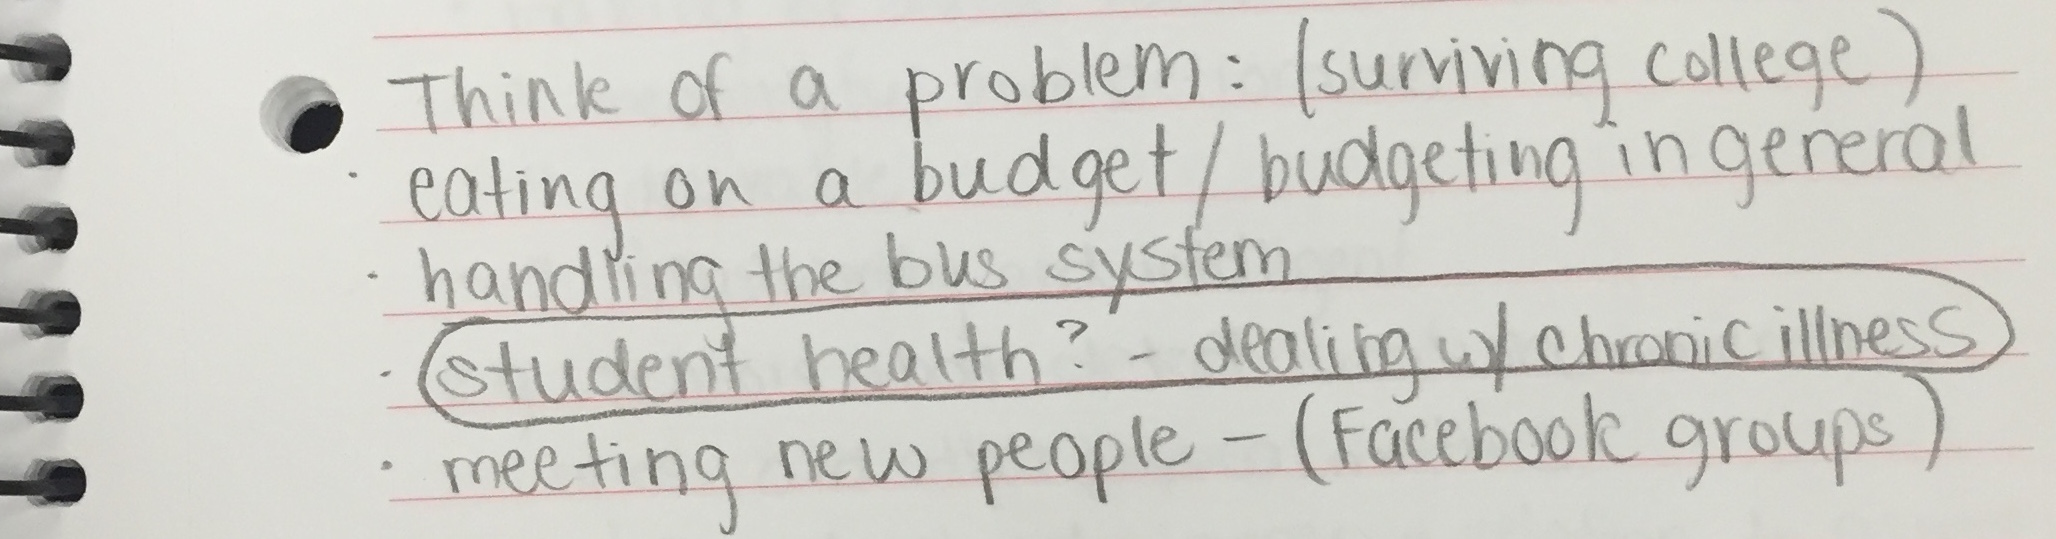 Think of a problem: (surviving college)
· eating on a budget / budgeting in general
· handling the bus system
· student health? - dealing w/ chronic illness
· meeting new people - (Facebook groups)